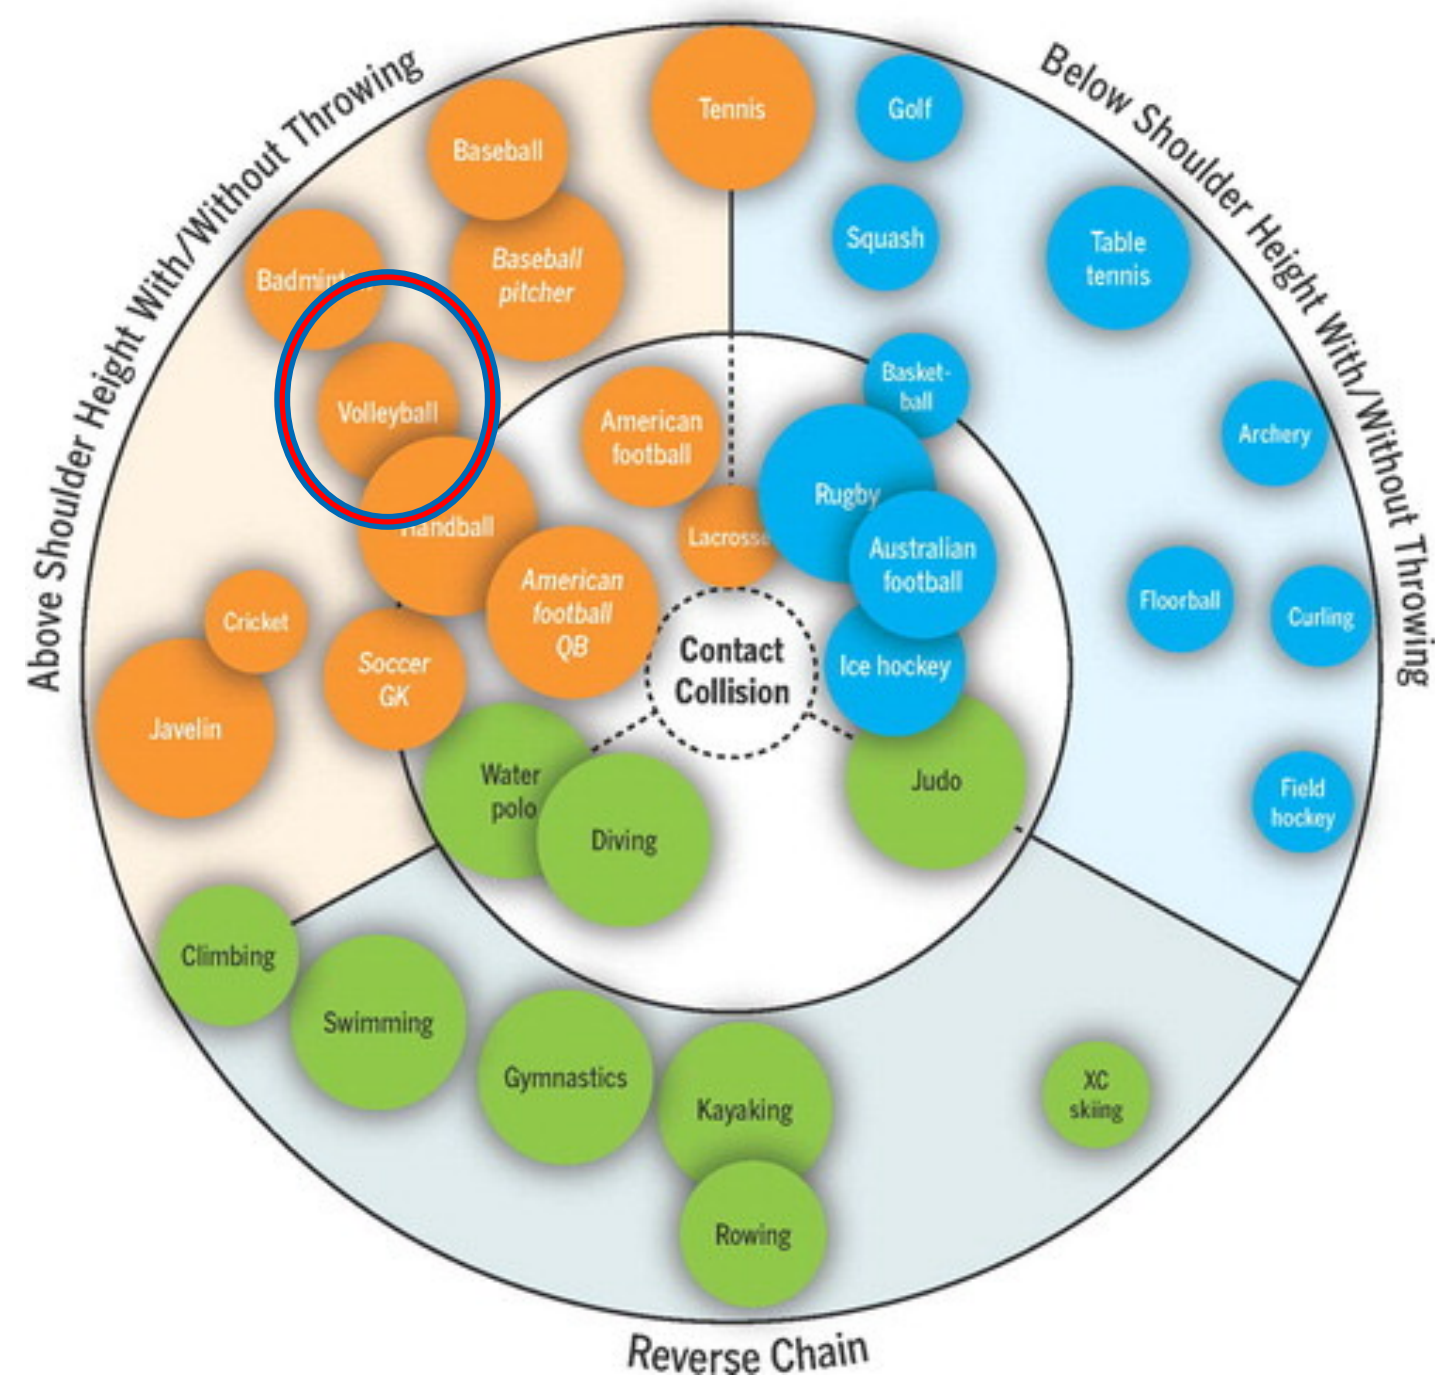 Above Shoulder Height With/Without Throwing
Below Shoulder Height With/Without Throwing
Tennis
Golf
Baseball
Squash
Table
tennis
Baseball
pitcher
Volleyball
Basket-
ball
American
football
Archery
Rugby
Handball
Lacrosse
Australian
football
American
football
QB
Floorball
Curling
Cricket
Soccer
GK
Contact
Collision
Ice hockey
Javelin
Water
polo
Judo
Field
hockey
Diving
Climbing
Swimming
Gymnastics
Kayaking
XC
skiing
Rowing
Reverse Chain